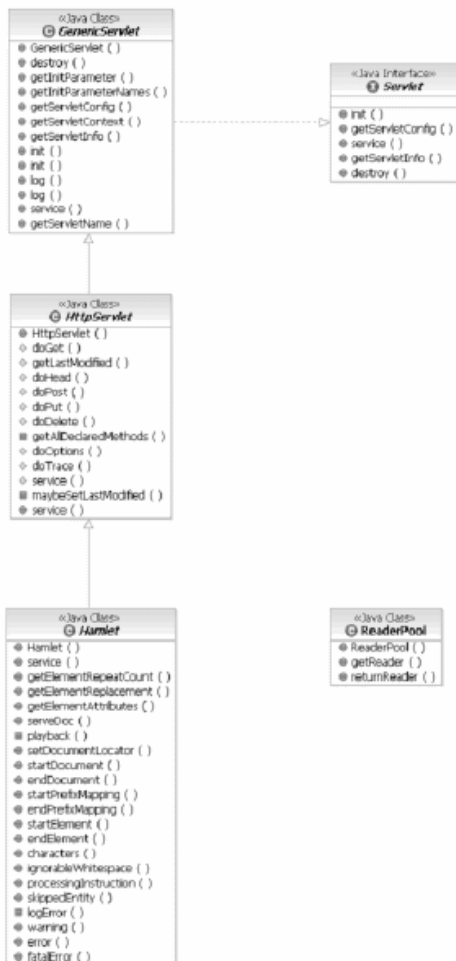 «Java Class»
GenericServlet
GenericServlet ( )
destroy ( )
getInitParameter ( )
getInitParameterNames ( )
getServletConfig ( )
getServletContext ( )
getServletInfo ( )
init ( )
init ( )
log ( )
log ( )
service ( )
getServletName ( )
«Java Interface»
Servlet
init ( )
getServletConfig ( )
service ( )
getServletInfo ( )
destroy ( )
«Java Class»
HttpServlet
HttpServlet ( )
doGet ( )
getLastModified ( )
doHead ( )
doPost ( )
doPut ( )
doDelete ( )
getAllDeclaredMethods ( )
doOptions ( )
doTrace ( )
service ( )
maybeSetLastModified ( )
service ( )
«Java Class»
Hamlet
Hamlet ( )
service ( )
getElementRepeatCount ( )
getElementReplacement ( )
getElementAttributes ( )
serveDoc ( )
playback ( )
setDocumentLocator ( )
startDocument ( )
endDocument ( )
startPrefixMapping ( )
endPrefixMapping ( )
startElement ( )
endElement ( )
characters ( )
ignorableWhitespace ( )
processingInstruction ( )
skippedEntity ( )
logError ( )
warning ( )
error ( )
fatalError ( )
«Java Class»
ReaderPool
ReaderPool ( )
getReader ( )
returnReader ( )